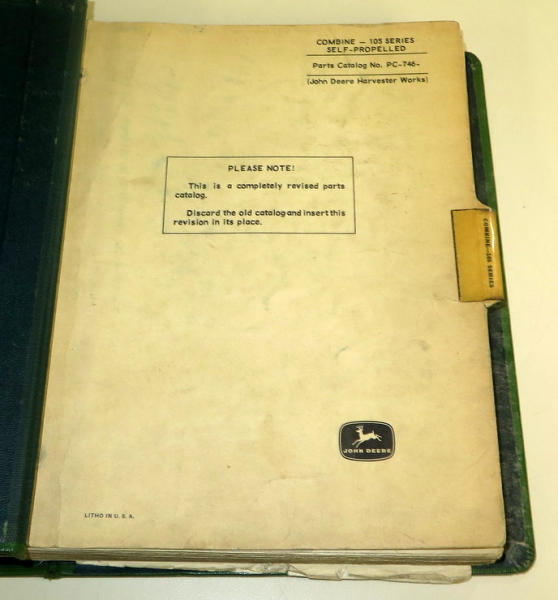 COMBINE — 105 SERIES
SELF-PROPELLED
Parts Catalog No. PC-746-
(John Deere Harvester Works)
PLEASE NOTE!
This is a completely revised parts
catalog.
Discard the old catalog and insert this
revision in its place.
COMBINE—105 SERIES
JOHN DEERE
LITHO IN U. S. A.